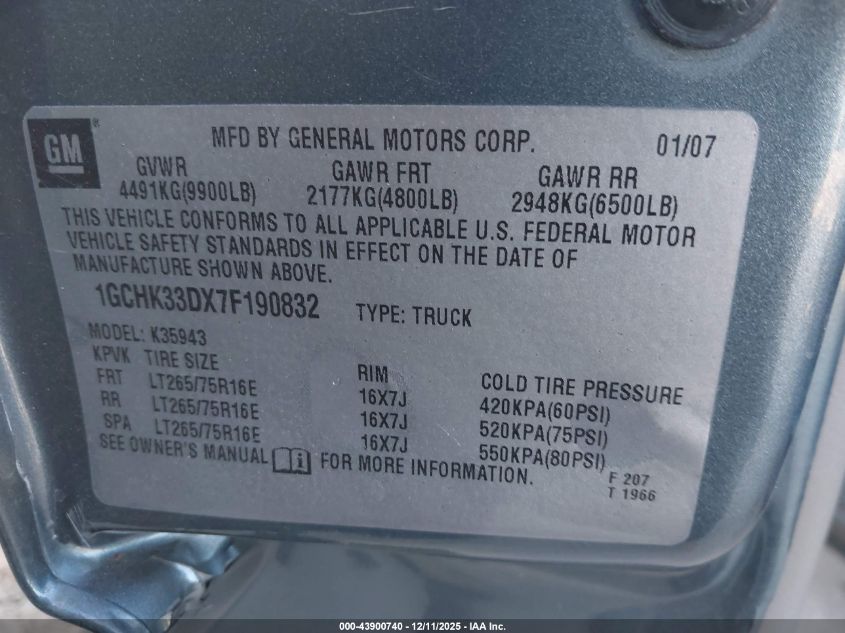 GM
MFD BY GENERAL MOTORS CORP. 01/07
GVWR GAWR FRT GAWR RR
4491KG(9900LB) 2177KG(4800LB) 2948KG(6500LB)
THIS VEHICLE CONFORMS TO ALL APPLICABLE U.S. FEDERAL MOTOR
VEHICLE SAFETY STANDARDS IN EFFECT ON THE DATE OF
MANUFACTURE SHOWN ABOVE.
1GCHK33DX7F190832 TYPE: TRUCK
MODEL: K35943
KPVK TIRE SIZE RIM COLD TIRE PRESSURE
FRT LT265/75R16E 16X7J 420KPA(60PSI)
RR LT265/75R16E 16X7J 520KPA(75PSI)
SPA LT265/75R16E 16X7J 550KPA(80PSI)
SEE OWNER'S MANUAL i FOR MORE INFORMATION.
F 207
T 1966
000-43900740 - 12/11/2025 - IAA Inc.